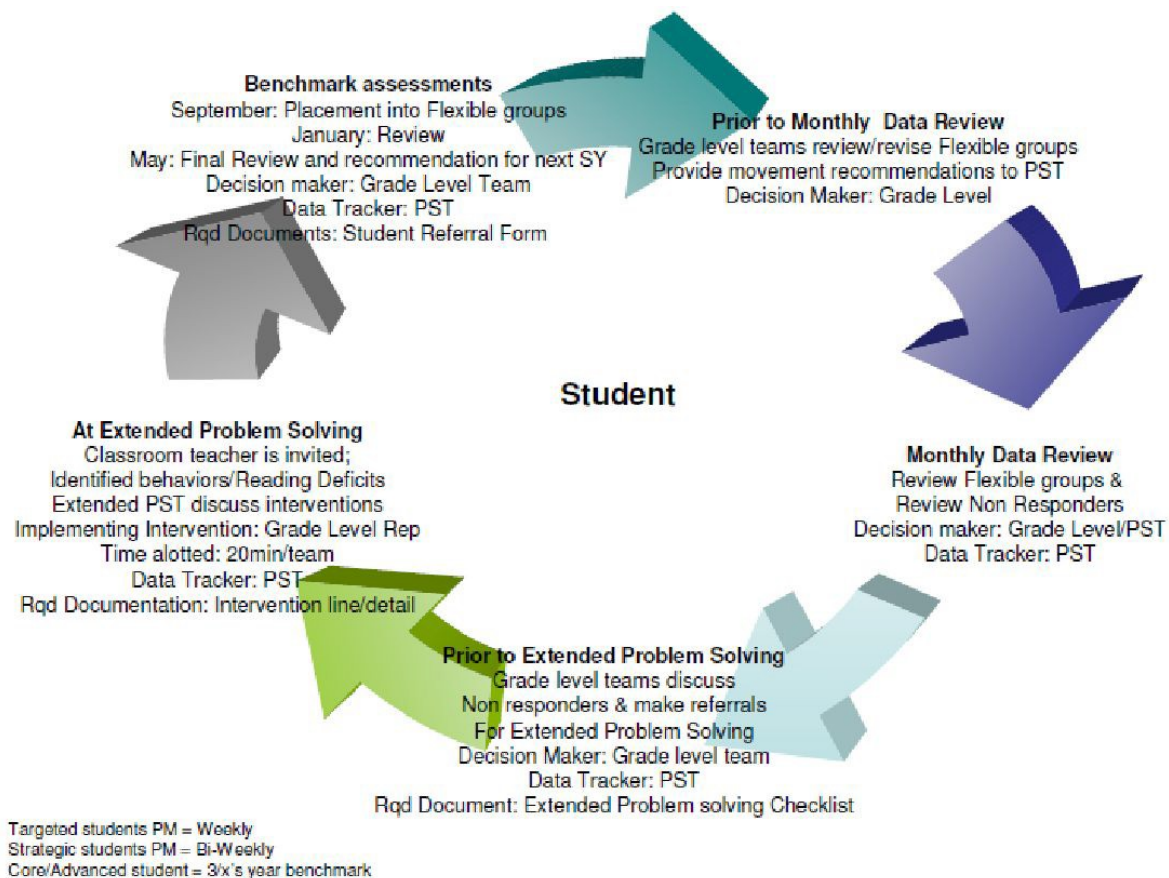 Benchmark assessments
September: Placement into Flexible groups
January: Review
May: Final Review and recommendation for next SY
Decision maker: Grade Level Team
Data Tracker: PST
Rqd Documents: Student Referral Form
Prior to Monthly Data Review
Grade level teams review/revise Flexible groups
Provide movement recommendations to PST
Decision Maker: Grade Level
Student
Monthly Data Review
Review Flexible groups &
Review Non Responders
Decision maker: Grade Level/PST
Data Tracker: PST
Prior to Extended Problem Solving
Grade level teams discuss
Non responders & make referrals
For Extended Problem Solving
Decision Maker: Grade level team
Data Tracker: PST
Rqd Document: Extended Problem solving Checklist
At Extended Problem Solving
Classroom teacher is invited;
Identified behaviors/Reading Deficits
Extended PST discuss interventions
Implementing Intervention: Grade Level Rep
Time alotted: 20min/team
Data Tracker: PST
Rqd Documentation: Intervention line/detail
Targeted students PM = Weekly
Strategic students PM = Bi-Weekly
Core/Advanced student = 3/x's year benchmark